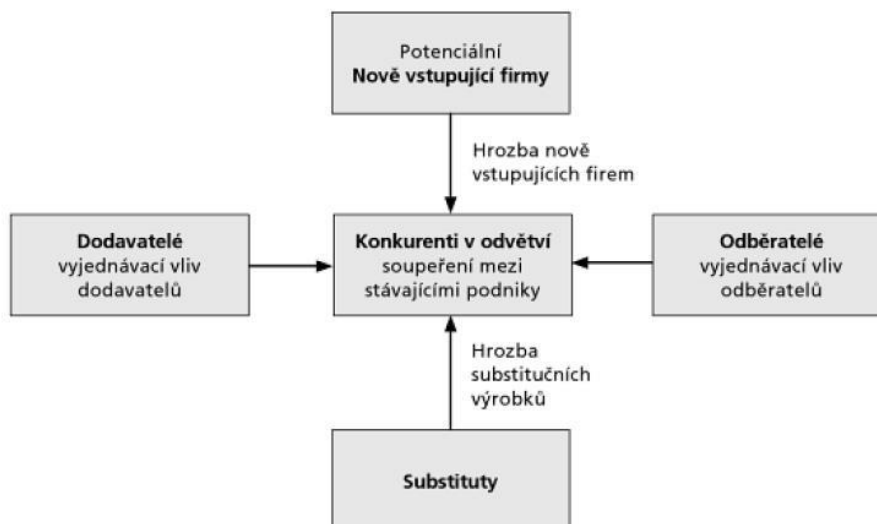 Potenciální
Nově vstupující firmy
Hrozba nově
vstupujících firem
Dodavatelé
vyjednávací vliv
dodavatelů
Konkurenti v odvětví
soupeření mezi
stávajícími podniky
Odběratelé
vyjednávací vliv
odběratelů
Hrozba
substitučních
výrobků
Substituty